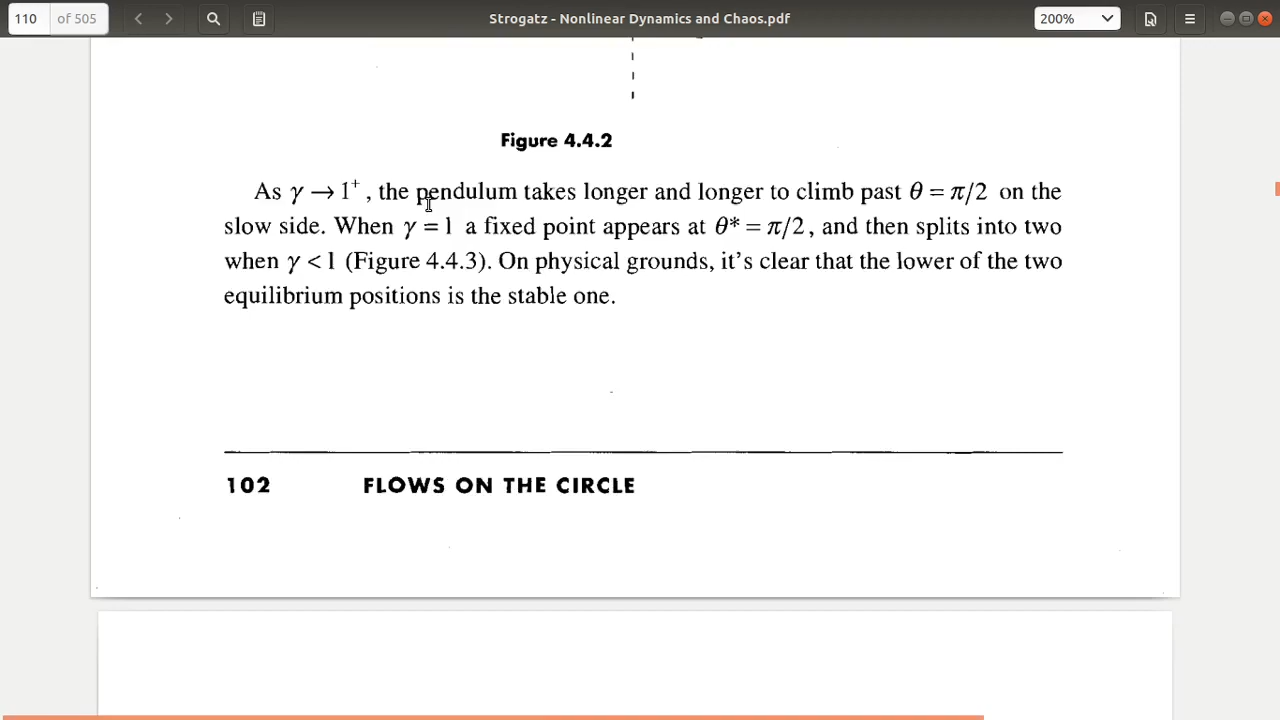 110 of 505
Strogatz - Nonlinear Dynamics and Chaos.pdf
200%
Figure 4.4.2
As γ → 1⁺ , the pendulum takes longer and longer to climb past θ = π/2 on the
slow side. When γ = 1 a fixed point appears at θ* = π/2, and then splits into two
when γ < 1 (Figure 4.4.3). On physical grounds, it's clear that the lower of the two
equilibrium positions is the stable one.
102 FLOWS ON THE CIRCLE